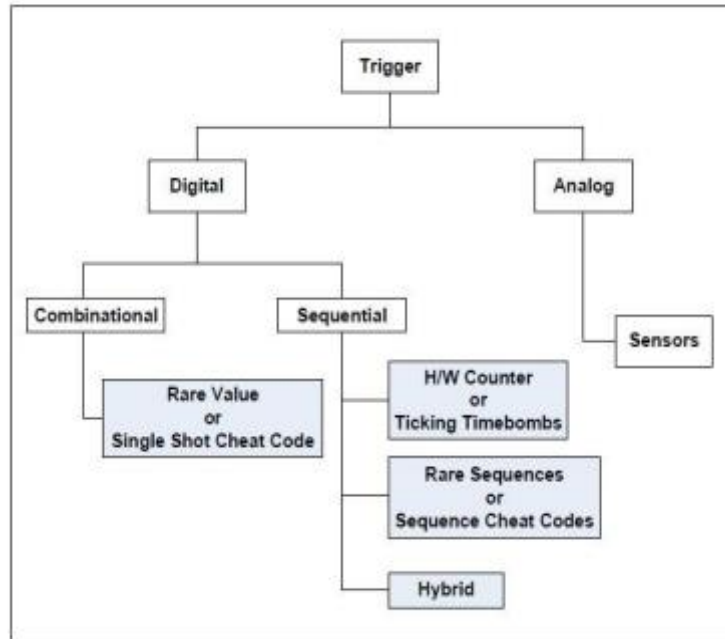 Trigger
Digital
Analog
Combinational
Sequential
Sensors
Rare Value
or
Single Shot Cheat Code
H/W Counter
or
Ticking Timebombs
Rare Sequences
or
Sequence Cheat Codes
Hybrid